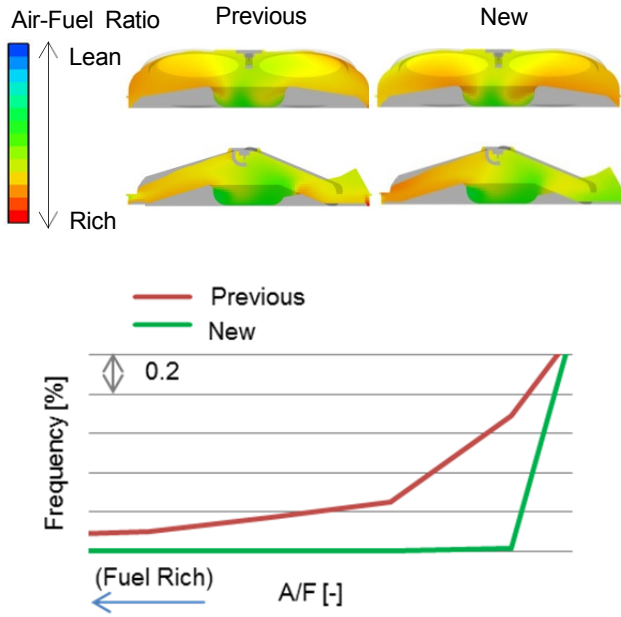 Air-Fuel Ratio
Previous
New
Lean
Rich
Previous
New
0.2
Frequency [%]
(Fuel Rich)
A/F [-]